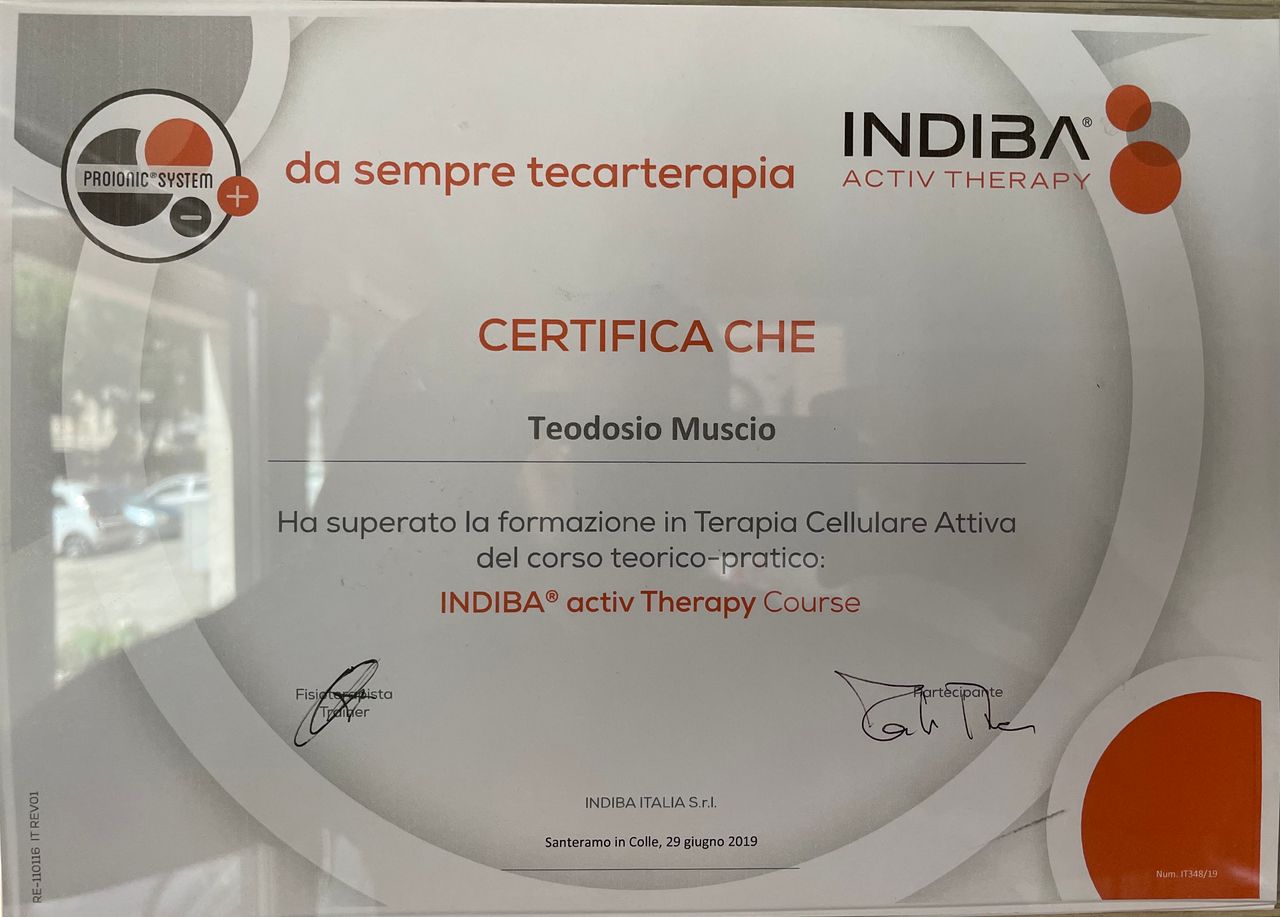 PROIONIC® SYSTEM
da sempre tecarterapia
INDIBA®
ACTIV THERAPY
CERTIFICA CHE
Teodosio Muscio
Ha superato la formazione in Terapia Cellulare Attiva
del corso teorico-pratico:
INDIBA® activ Therapy Course
Fisioterapista
Trainer
Partecipante
INDIBA ITALIA S.r.l.
Santeramo in Colle, 29 giugno 2019
RE-110116 IT REV01
Num. IT348/19